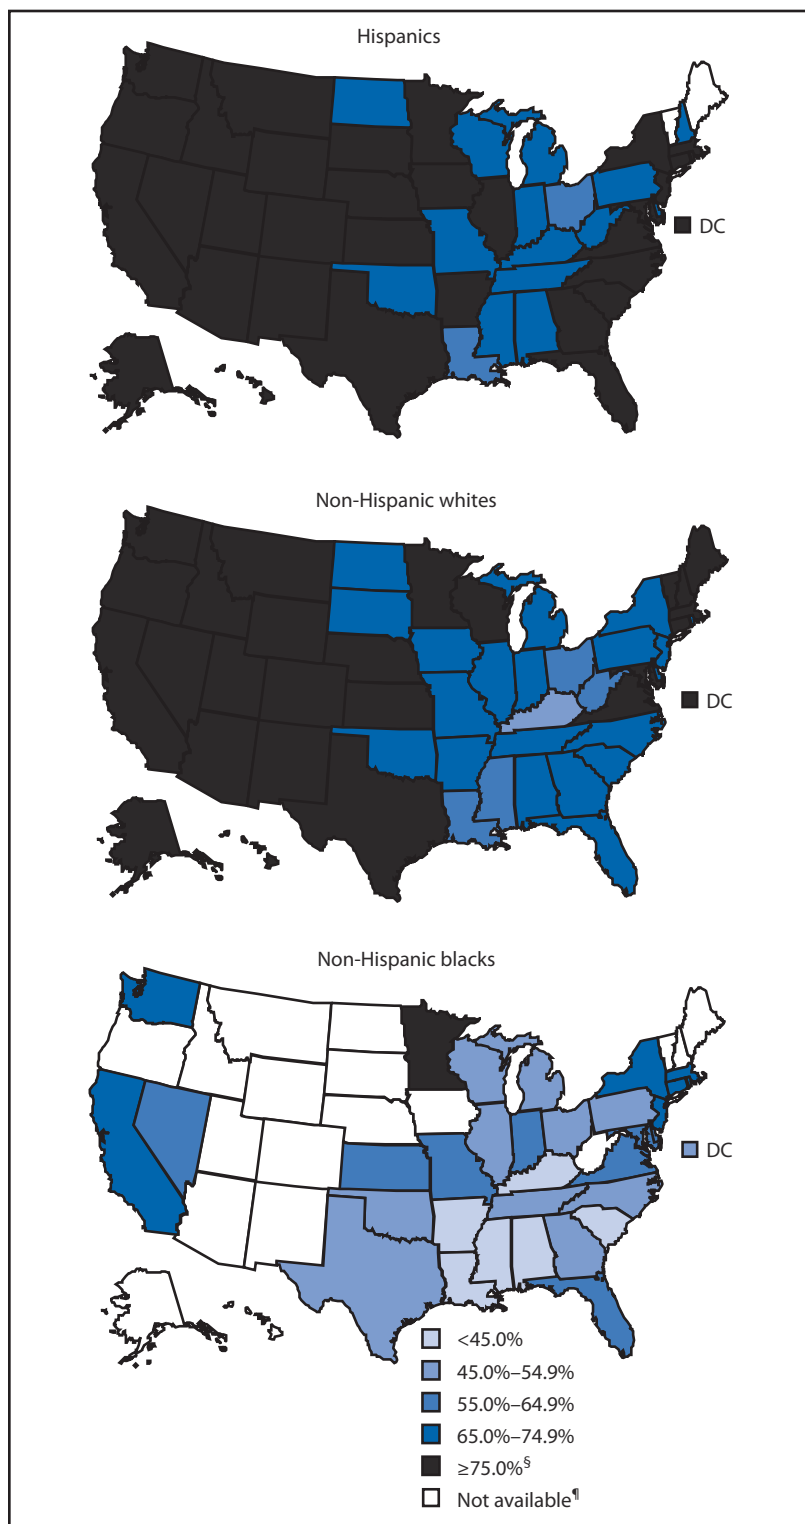 Hispanics
DC
Non-Hispanic whites
DC
Non-Hispanic blacks
DC
<45.0%
45.0%–54.9%
55.0%–64.9%
65.0%–74.9%
≥75.0%§
Not available¶